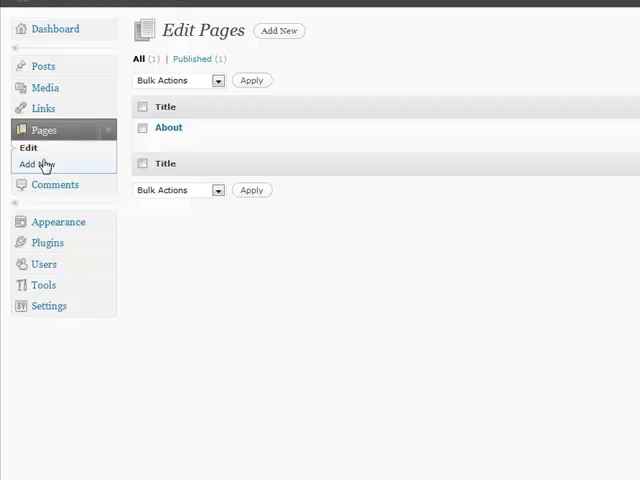 Dashboard
Posts
Media
Links
Pages
Edit
Add New
Comments
Appearance
Plugins
Users
Tools
Settings
Edit Pages Add New
All (1) | Published (1)
Bulk Actions Apply
Title
About
Title
Bulk Actions Apply